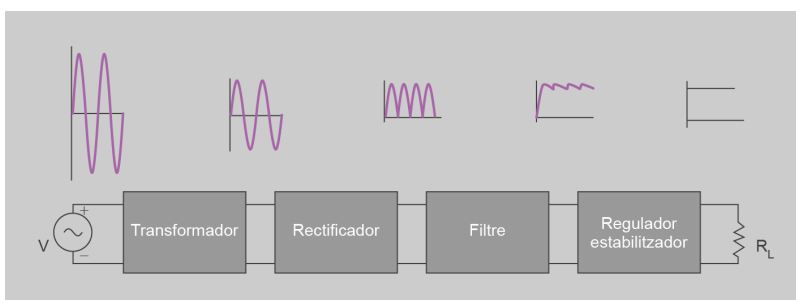 V
+
−
Transformador
Rectificador
Filtre
Regulador
estabilitzador
RL